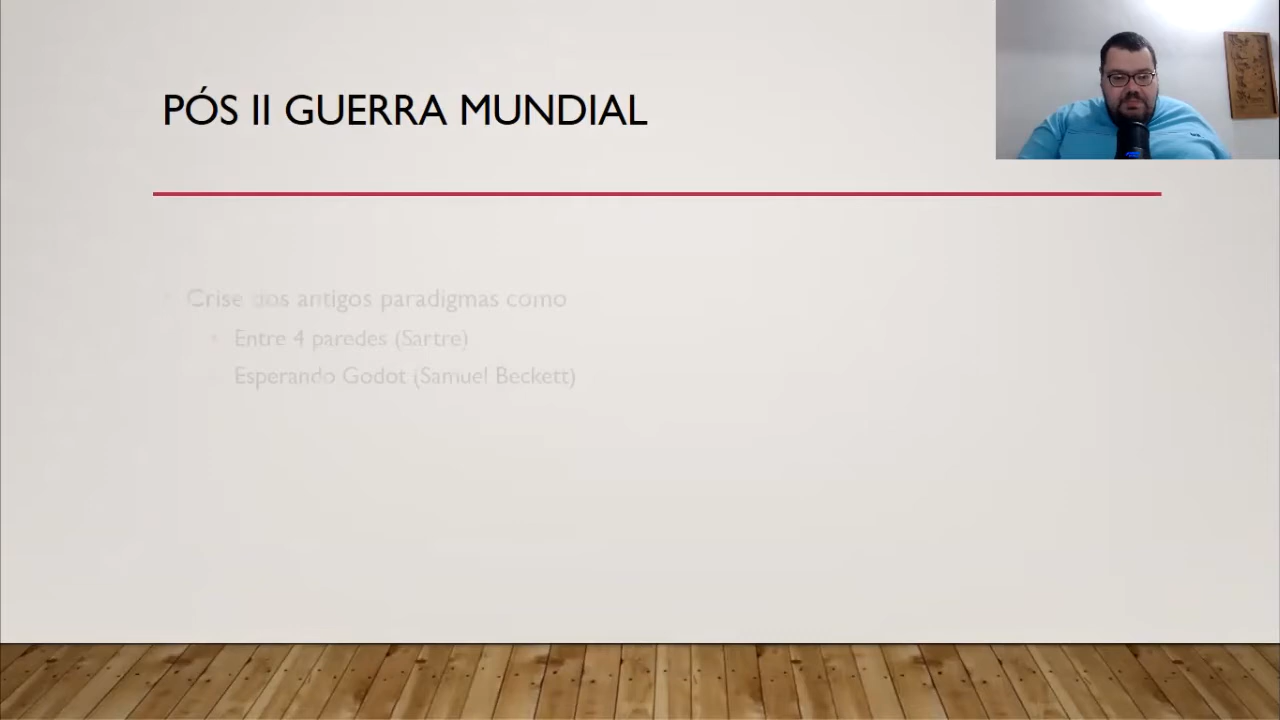 PÓS II GUERRA MUNDIAL
Crise dos antigos paradigmas como
Entre 4 paredes (Sartre)
Esperando Godot (Samuel Beckett)